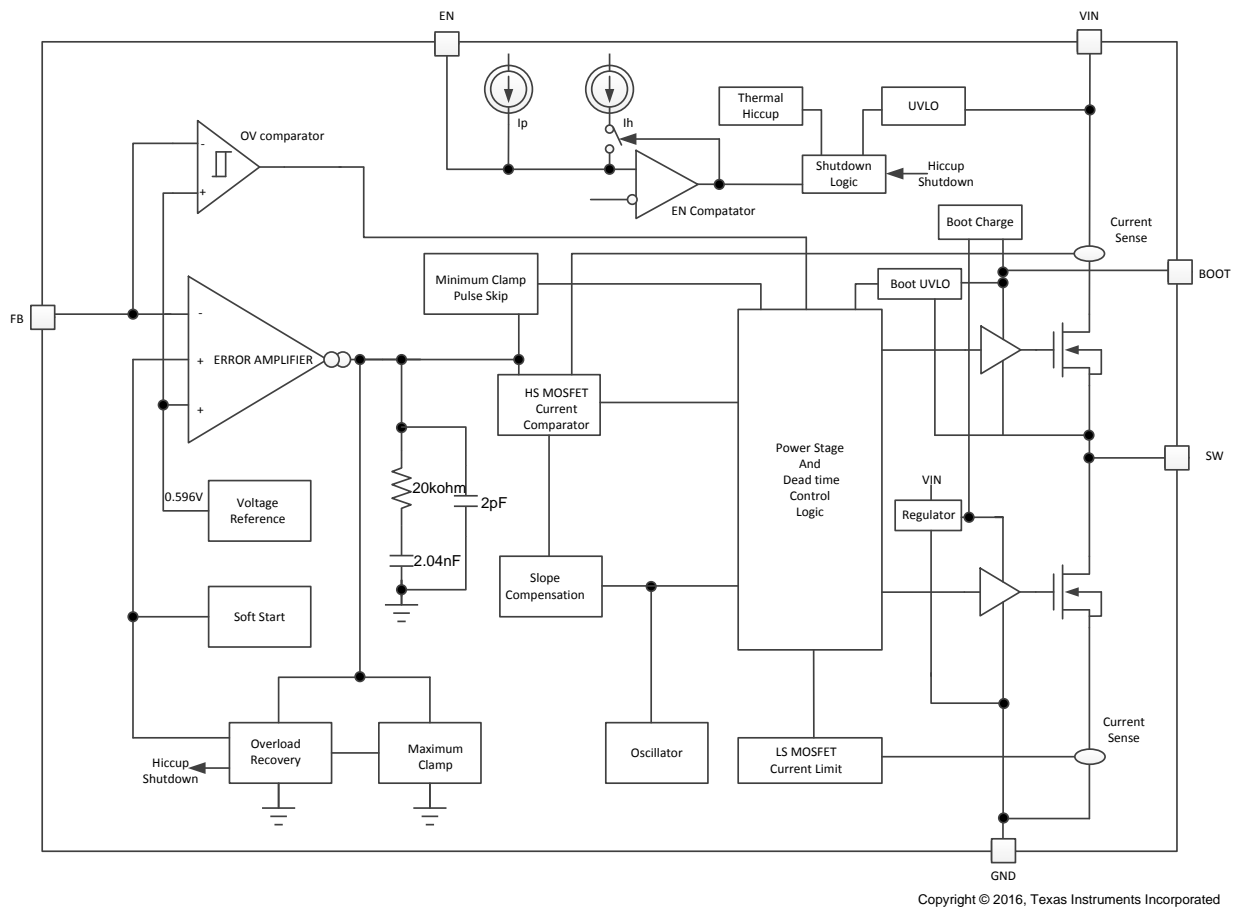 EN
VIN
Ip
Ih
Thermal
Hiccup
UVLO
OV comparator
-
+
Shutdown
Logic
Hiccup
Shutdown
EN Compatator
Boot Charge
Current
Sense
BOOT
Minimum Clamp
Pulse Skip
Boot UVLO
FB
-
+
+
ERROR AMPLIFIER
HS MOSFET
Current
Comparator
Power Stage
And
Dead time
Control
Logic
SW
0.596V
Voltage
Reference
20kohm
2pF
2.04nF
VIN
Regulator
Slope
Compensation
Soft Start
Overload
Recovery
Maximum
Clamp
Hiccup
Shutdown
Oscillator
LS MOSFET
Current Limit
Current
Sense
GND
Copyright © 2016, Texas Instruments Incorporated